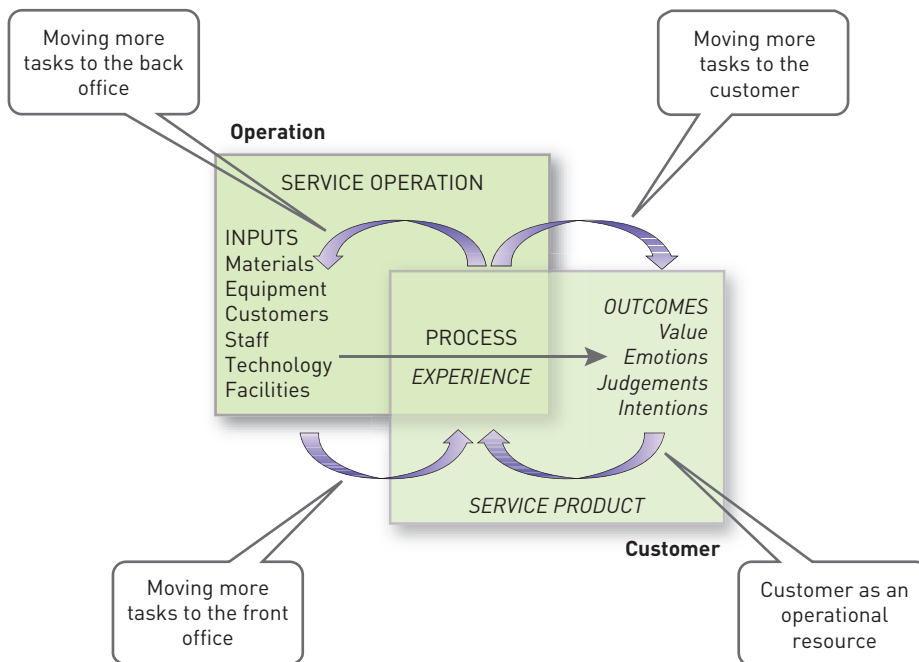 Moving more
tasks to the back
office
Moving more
tasks to the
customer
Operation
SERVICE OPERATION
INPUTS
Materials
Equipment
Customers
Staff
Technology
Facilities
PROCESS
EXPERIENCE
OUTCOMES
Value
Emotions
Judgements
Intentions
SERVICE PRODUCT
Customer
Moving more
tasks to the front
office
Customer as an
operational
resource